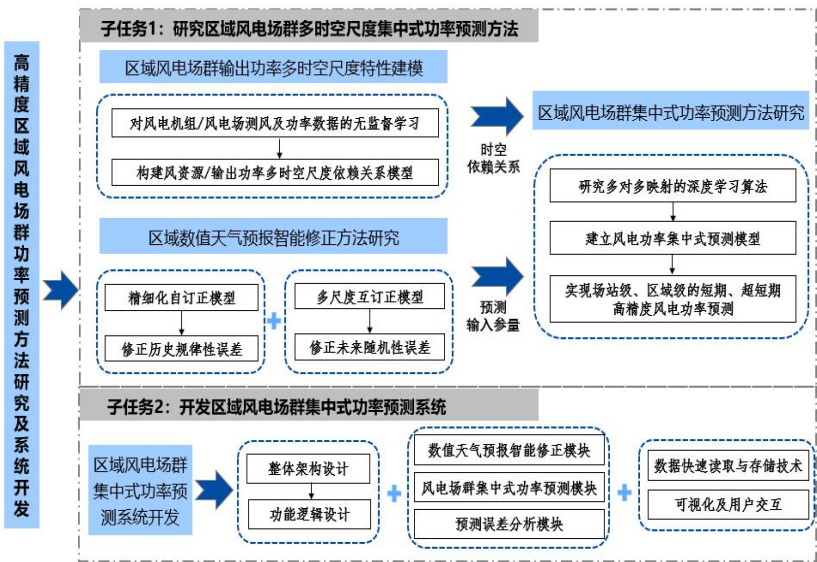 高精度区域风电场群功率预测方法研究及系统开发
子任务1：研究区域风电场群多时空尺度集中式功率预测方法
区域风电场群输出功率多时空尺度特性建模
对风电机组/风电场测风及功率数据的无监督学习
构建风资源/输出功率多时空尺度依赖关系模型
时空
依赖关系
区域数值天气预报智能修正方法研究
精细化自订正模型
修正历史规律性误差
+
多尺度互订正模型
修正未来随机性误差
预测
输入参量
区域风电场群集中式功率预测方法研究
研究多对多映射的深度学习算法
建立风电功率集中式预测模型
实现场站级、区域级的短期、超短期
高精度风电功率预测
子任务2：开发区域风电场群集中式功率预测系统
区域风电场群
集中式功率预
测系统开发
整体架构设计
功能逻辑设计
+
数值天气预报智能修正模块
风电场群集中式功率预测模块
预测误差分析模块
+
数据快速读取与存储技术
可视化及用户交互